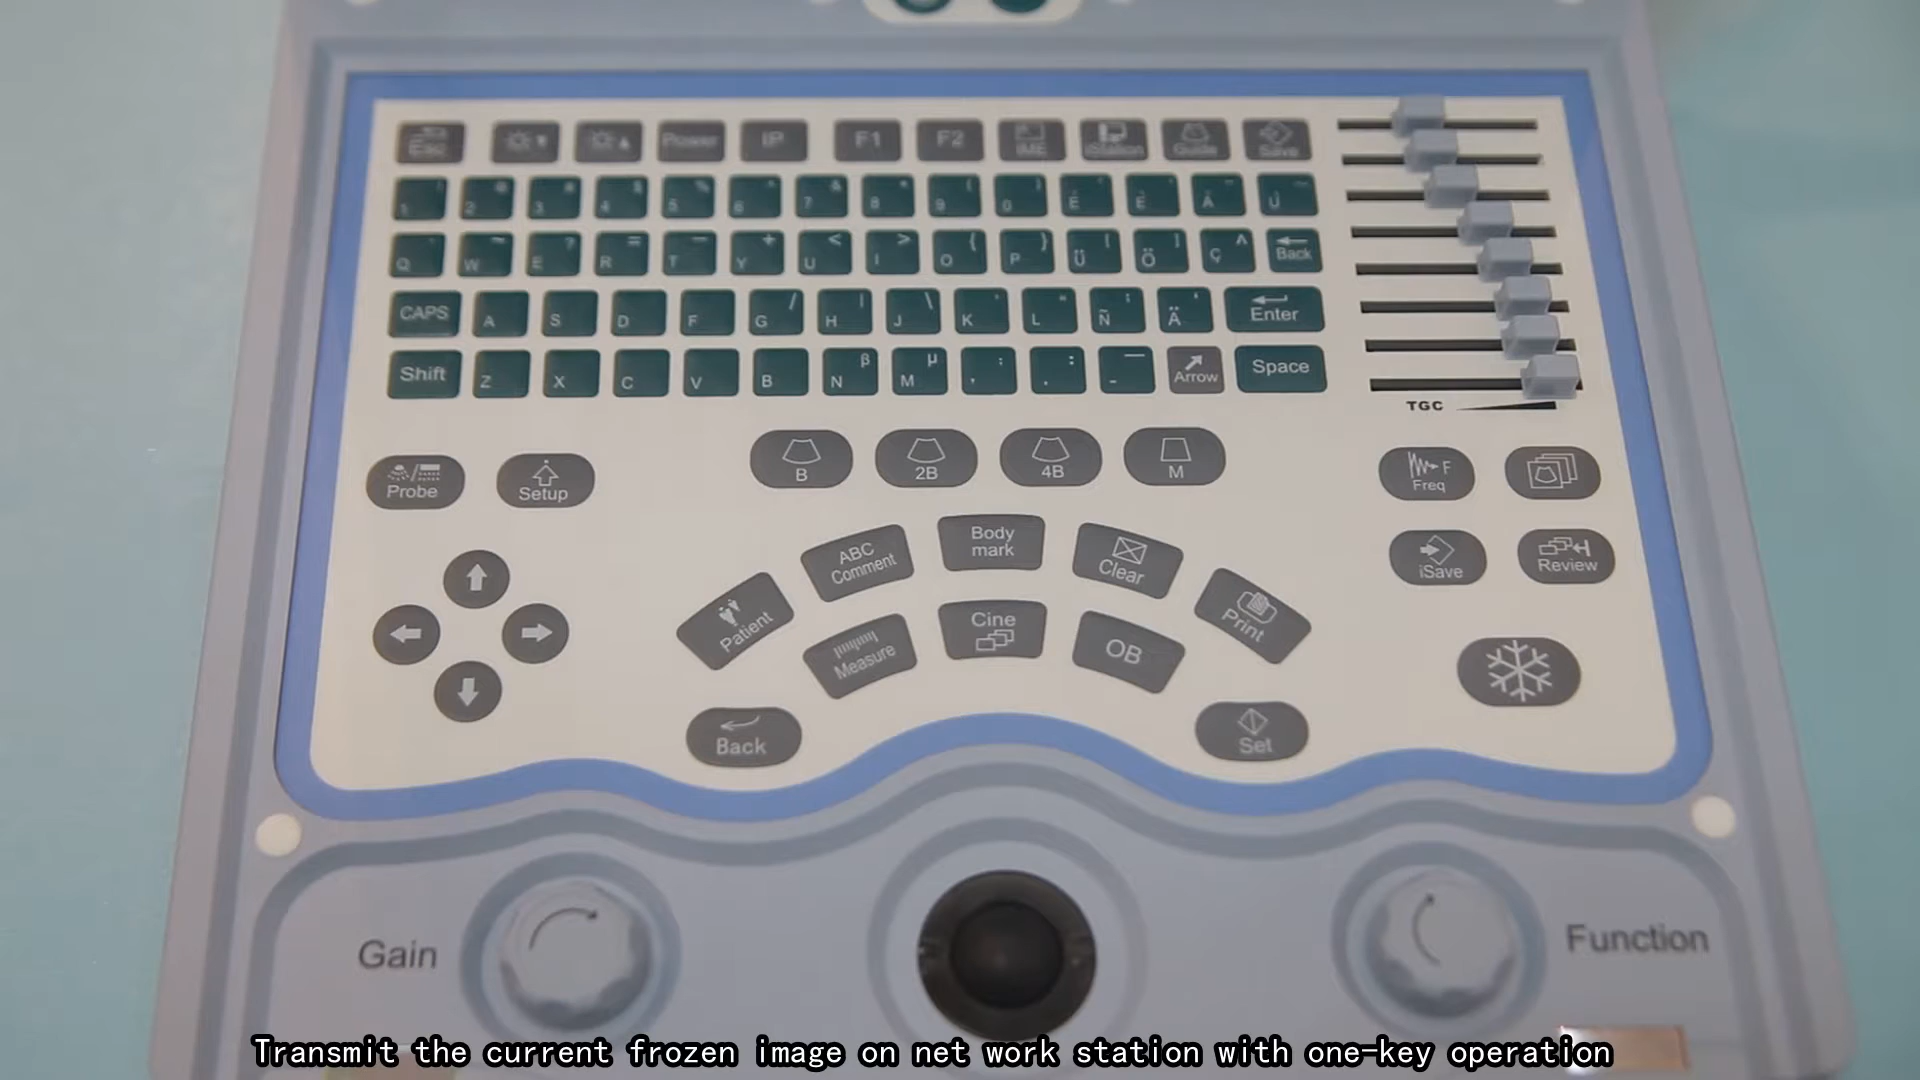 Esc Power IP F1 F2 IME iStation Guide Save
1 2 3 4 5 6 7 8 9 0
Q W E ? R = T — Y + U < I > O { P } Ü [ Ö ] Ç ^ Back
CAPS A S D F G / H | J \ K ' L " Ñ Ä Enter
Shift Z X C V B N β M μ , ; . : - — Arrow Space
TGC
Probe Setup B 2B 4B M F Freq
ABC Comment
Body mark
Clear
iSave Review
Patient
Measure
Cine
OB
Print
Back Set
Gain Function
Transmit the current frozen image on net work station with one-key operation